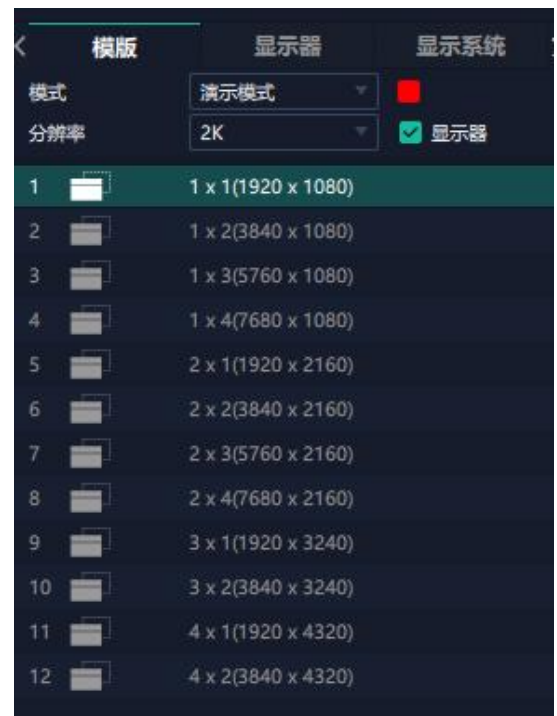 模版 显示器 显示系统
模式 演示模式
分辨率 2K 显示器
1 1 x 1(1920 x 1080)
2 1 x 2(3840 x 1080)
3 1 x 3(5760 x 1080)
4 1 x 4(7680 x 1080)
5 2 x 1(1920 x 2160)
6 2 x 2(3840 x 2160)
7 2 x 3(5760 x 2160)
8 2 x 4(7680 x 2160)
9 3 x 1(1920 x 3240)
10 3 x 2(3840 x 3240)
11 4 x 1(1920 x 4320)
12 4 x 2(3840 x 4320)